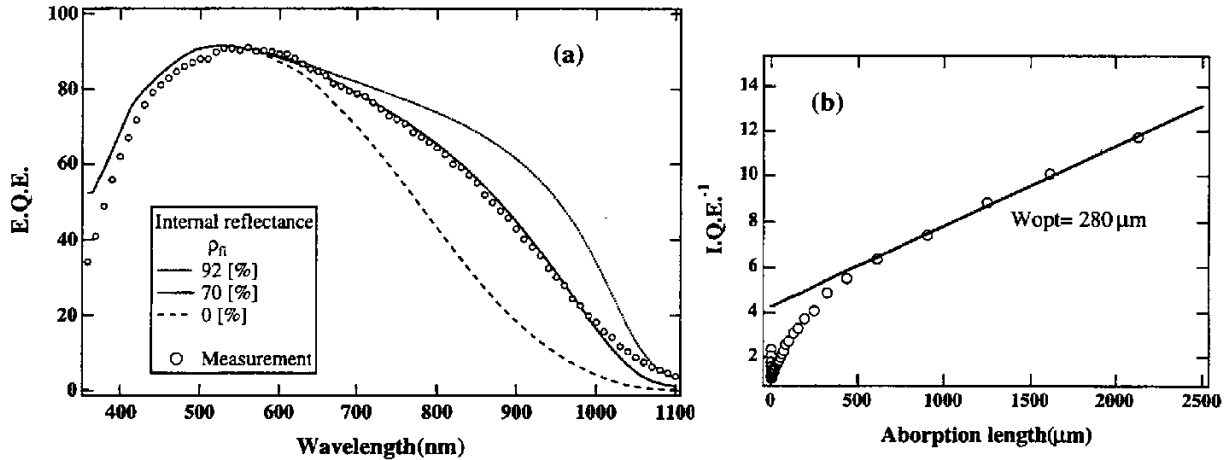 100
80
60
40
20
0
E.Q.E.
(a)
Internal reflectance
ρfi
92 [%]
70 [%]
0 [%]
Measurement
400 500 600 700 800 900 1000 1100
Wavelength(nm)
14
12
10
8
6
4
2
I.Q.E.⁻¹
(b)
Wopt= 280 μm
0 500 1000 1500 2000 2500
Aborption length(μm)